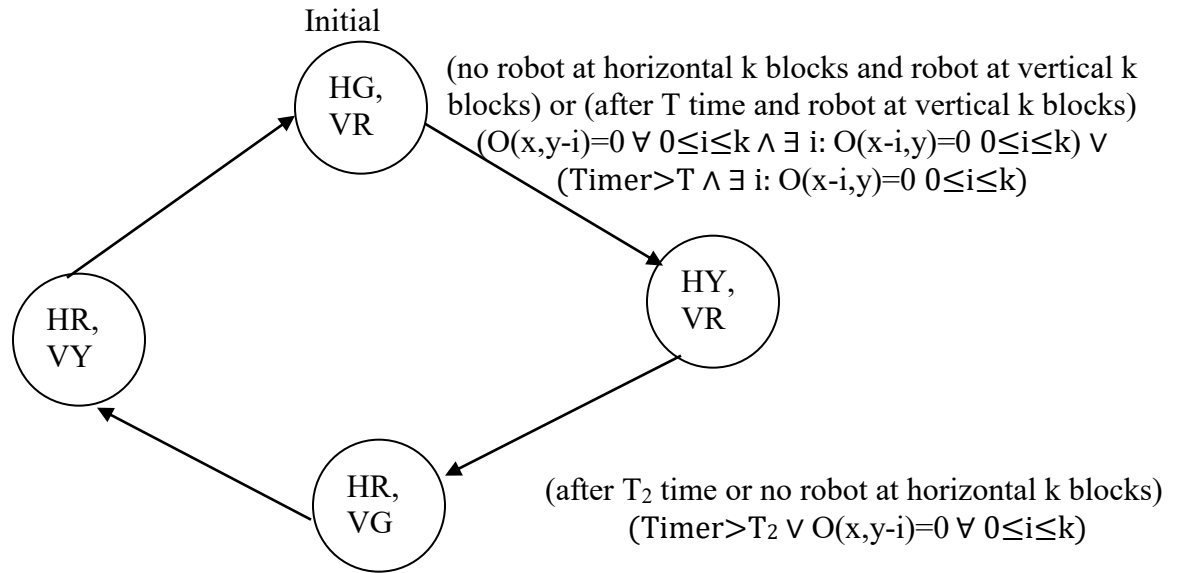 Initial
HG,
VR
(no robot at horizontal k blocks and robot at vertical k
blocks) or (after T time and robot at vertical k blocks)
(O(x,y-i)=0 ∀ 0≤i≤k ∧ ∃ i: O(x-i,y)=0 0≤i≤k) ∨
(Timer>T ∧ ∃ i: O(x-i,y)=0 0≤i≤k)
HY,
VR
HR,
VY
HR,
VG
(after T₂ time or no robot at horizontal k blocks)
(Timer>T₂ ∨ O(x,y-i)=0 ∀ 0≤i≤k)